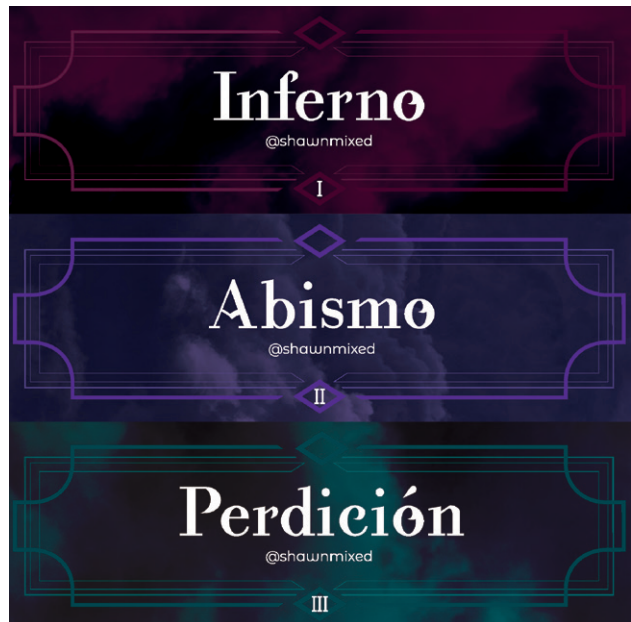 Inferno
@shawnmixed
I
Abismo
@shawnmixed
II
Perdición
@shawnmixed
III